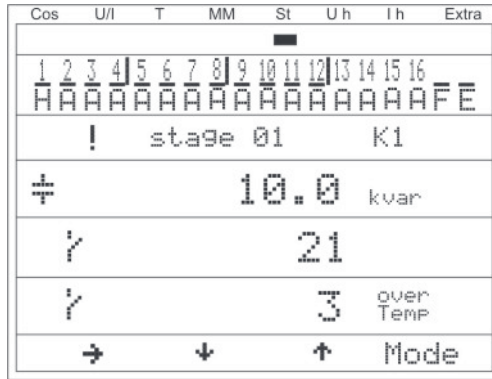 Cos U/I T MM St U h I h Extra
1 2 3 4 5 6 7 8 9 10 11 12 13 14 15 16
H A A A A A A A A A A A A A A A F E
! stage 01 K1
10.0 kvar
21
3 over Temp
→ ↓ ↑ Mode